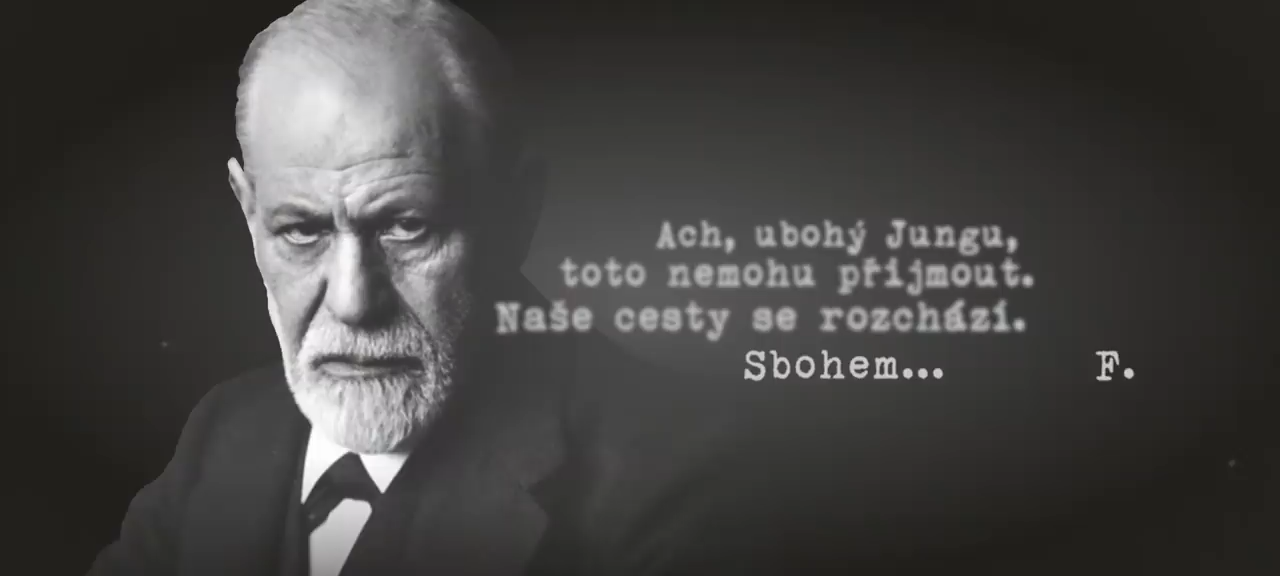 Ach, ubohý Jungu,
toto nemohu přijmout.
Naše cesty se rozchází.
Sbohem... F.